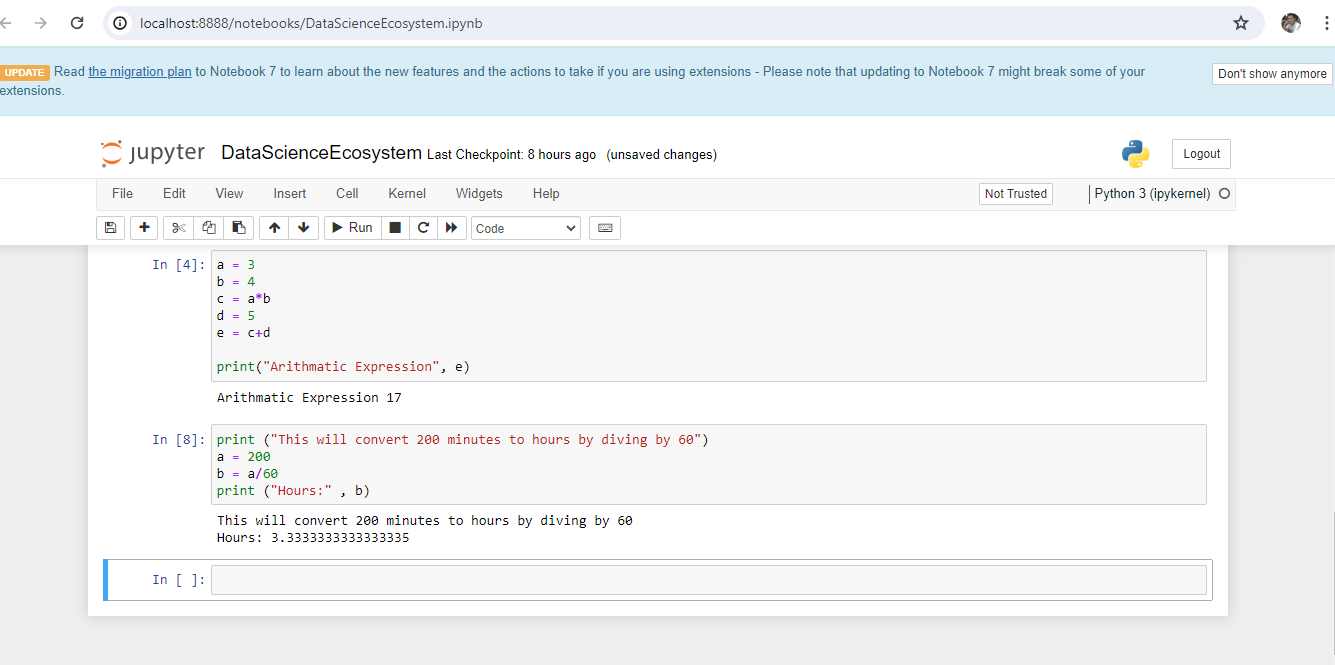 localhost:8888/notebooks/DataScienceEcosystem.ipynb
UPDATE Read the migration plan to Notebook 7 to learn about the new features and the actions to take if you are using extensions - Please note that updating to Notebook 7 might break some of your
extensions.
Don't show anymore
jupyter DataScienceEcosystem Last Checkpoint: 8 hours ago (unsaved changes)
Logout
File Edit View Insert Cell Kernel Widgets Help
Not Trusted
Python 3 (ipykernel)
Run
Code
In [4]: a = 3
b = 4
c = a*b
d = 5
e = c+d
print("Arithmatic Expression", e)
Arithmatic Expression 17
In [8]: print ("This will convert 200 minutes to hours by diving by 60")
a = 200
b = a/60
print ("Hours:" , b)
This will convert 200 minutes to hours by diving by 60
Hours: 3.3333333333333335
In [ ]: